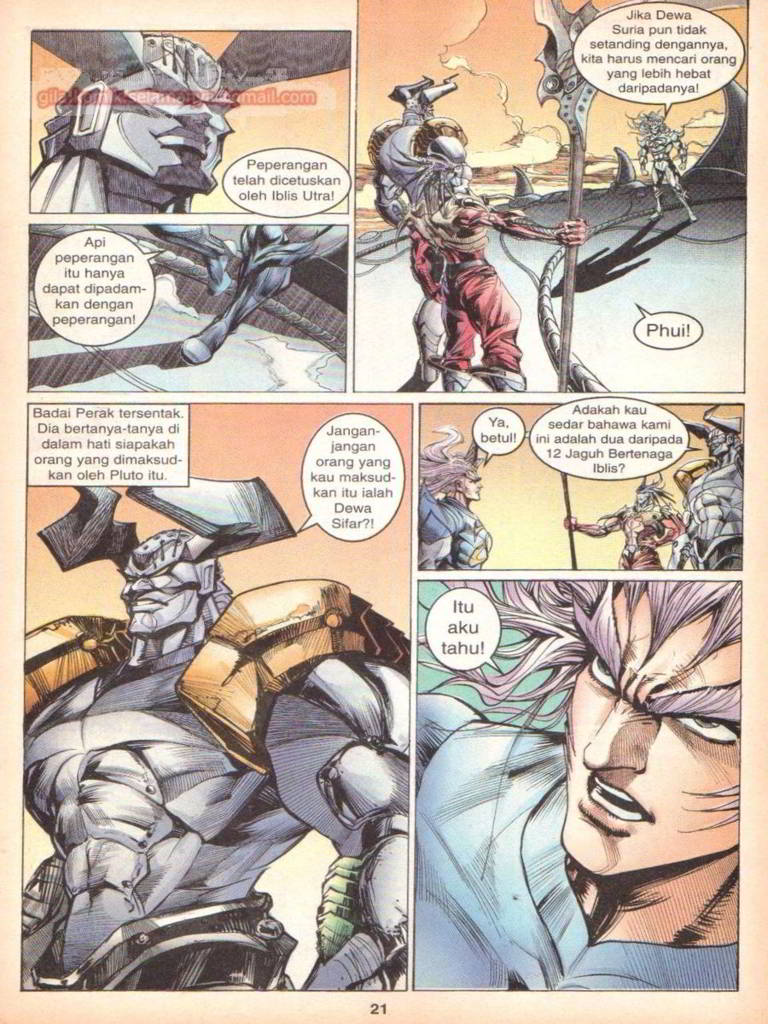 Peperangan
telah dicetuskan
oleh Iblis Utra!
Jika Dewa
Suria pun tidak
setanding dengannya,
kita harus mencari orang
yang lebih hebat
daripadanya!
Api
peperangan
itu hanya
dapat dipadam-
kan dengan
peperangan!
Phui!
Badai Perak tersentak.
Dia bertanya-tanya di
dalam hati siapakah
orang yang dimaksud-
kan oleh Pluto itu.
Jangan-
jangan
orang yang
kau maksud-
kan itu ialah
Dewa
Sifar?!
Ya,
betul!
Adakah kau
sedar bahawa kami
ini adalah dua daripada
12 Jaguh Bertenaga
Iblis?
Itu
aku
tahu!
21